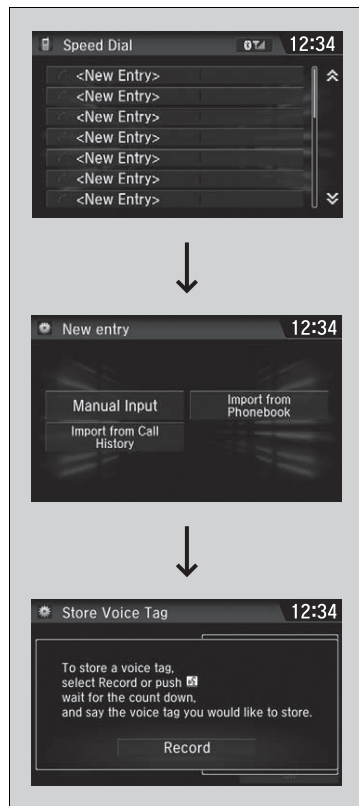 Speed Dial 12:34
<New Entry>
<New Entry>
<New Entry>
<New Entry>
<New Entry>
<New Entry>
<New Entry>
New entry 12:34
Manual Input
Import from
Phonebook
Import from Call
History
Store Voice Tag 12:34
To store a voice tag,
select Record or push
wait for the count down,
and say the voice tag you would like to store.
Record